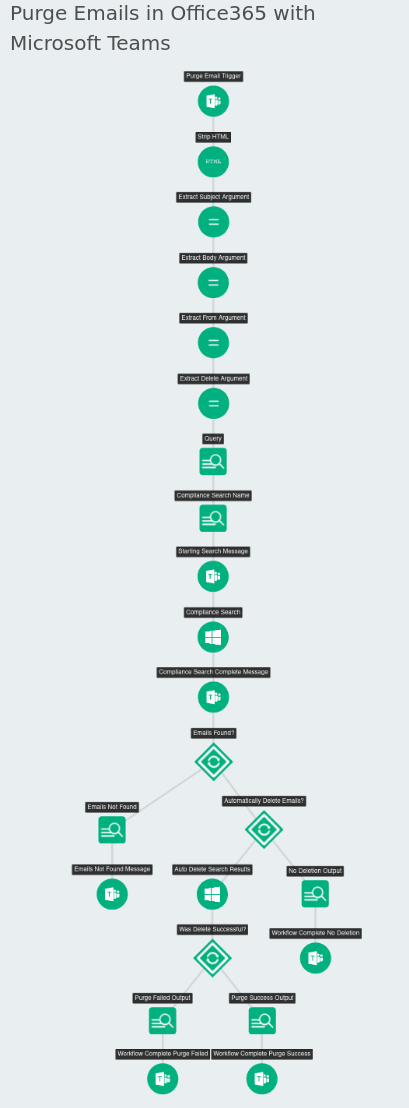 Purge Emails in Office365 with
Microsoft Teams
Purge Email Trigger
Strip HTML
HTML
Extract Subject Argument
Extract Body Argument
Extract From Argument
Extract Delete Argument
Query
Compliance Search Name
Starting Search Message
Compliance Search
Compliance Search Complete Message
Emails Found?
Emails Not Found
Automatically Delete Emails?
Emails Not Found Message
Auto Delete Search Results
No Deletion Output
Was Delete Successful?
Workflow Complete No Deletion
Purge Failed Output
Purge Success Output
Workflow Complete Purge Failed
Workflow Complete Purge Success